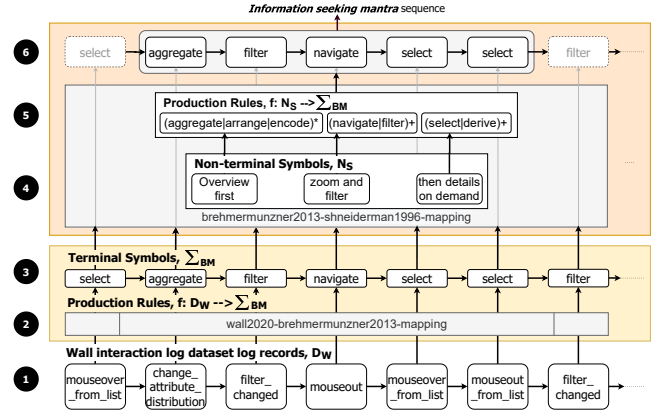 Information seeking mantra sequence
6
select
aggregate
filter
navigate
select
select
filter
5
Production Rules, f: NS -->∑BM
(aggregate|arrange|encode)*
(navigate|filter)+
(select|derive)+
Non-terminal Symbols, NS
4
Overview
first
zoom and
filter
then details
on demand
brehmermunzner2013-shneiderman1996-mapping
Terminal Symbols, ∑BM
3
select
aggregate
filter
navigate
select
select
filter
Production Rules, f: DW -->∑BM
2
wall2020-brehmermunzner2013-mapping
Wall interaction log dataset log records, DW
1
mouseover
_from_list
change_
attribute_
distribution
filter_
changed
mouseout
mouseover
_from_list
mouseout
_from_list
filter_
changed